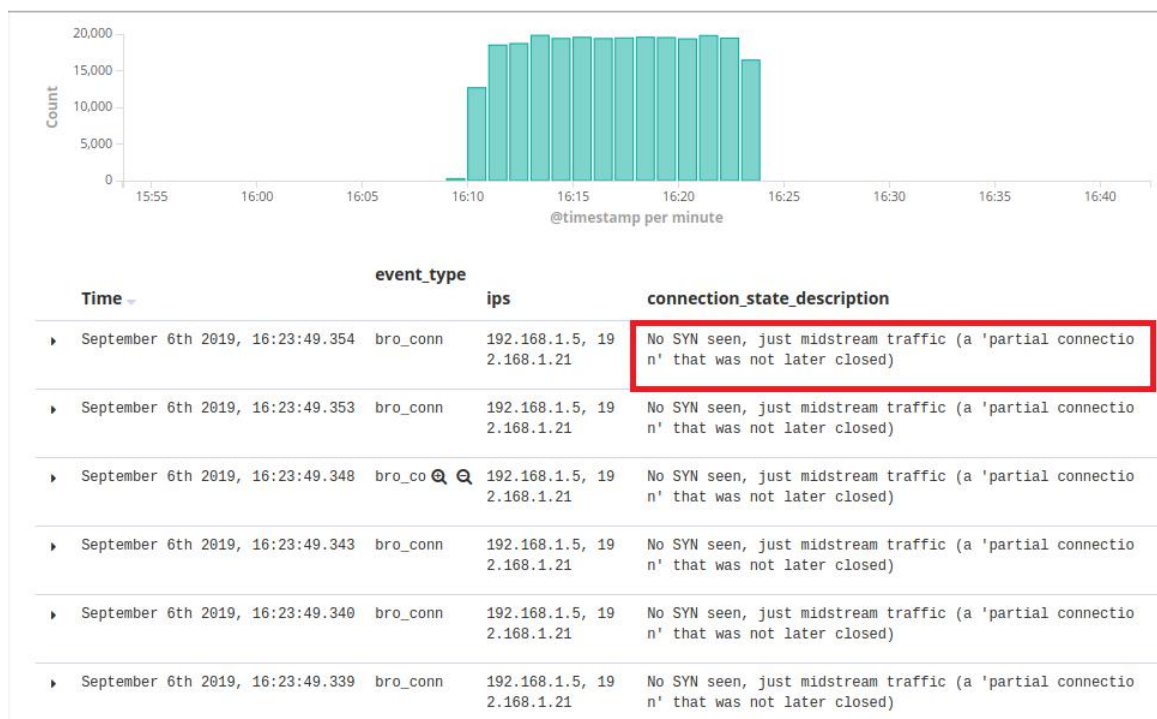 20,000
15,000
10,000
5,000
0
Count
15:55 16:00 16:05 16:10 16:15 16:20 16:25 16:30 16:35 16:40
@timestamp per minute
Time event_type ips connection_state_description
September 6th 2019, 16:23:49.354 bro_conn 192.168.1.5, 19 No SYN seen, just midstream traffic (a 'partial connectio
2.168.1.21 n' that was not later closed)
September 6th 2019, 16:23:49.353 bro_conn 192.168.1.5, 19 No SYN seen, just midstream traffic (a 'partial connectio
2.168.1.21 n' that was not later closed)
September 6th 2019, 16:23:49.348 bro_co 192.168.1.5, 19 No SYN seen, just midstream traffic (a 'partial connectio
2.168.1.21 n' that was not later closed)
September 6th 2019, 16:23:49.343 bro_conn 192.168.1.5, 19 No SYN seen, just midstream traffic (a 'partial connectio
2.168.1.21 n' that was not later closed)
September 6th 2019, 16:23:49.340 bro_conn 192.168.1.5, 19 No SYN seen, just midstream traffic (a 'partial connectio
2.168.1.21 n' that was not later closed)
September 6th 2019, 16:23:49.339 bro_conn 192.168.1.5, 19 No SYN seen, just midstream traffic (a 'partial connectio
2.168.1.21 n' that was not later closed)